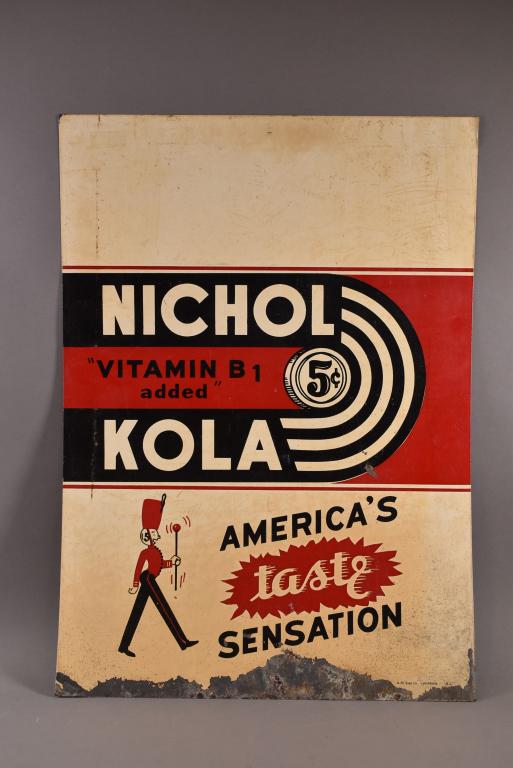 NICHOL
"VITAMIN B1
added"
5¢
KOLA
AMERICA'S
taste
SENSATION